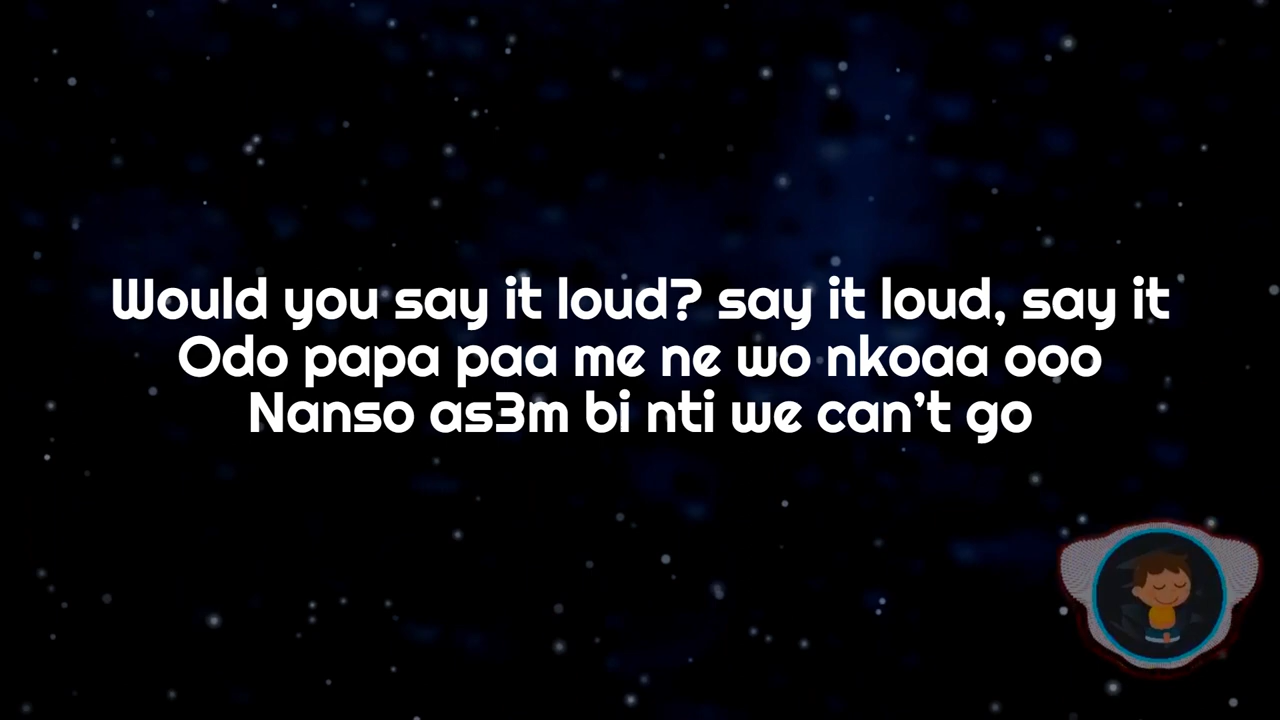 Would you say it loud? say it loud, say it
Odo papa paa me ne wo nkoaa ooo
Nanso as3m bi nti we can’t go